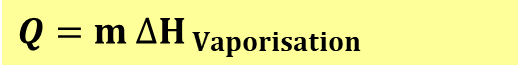 Q = m ΔH Vaporisation